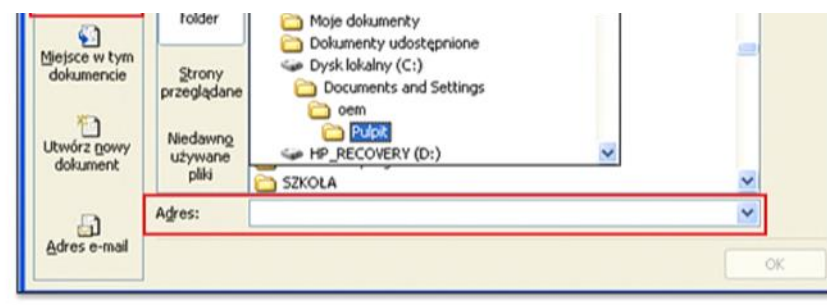 folder
Moje dokumenty
Dokumenty udostępnione
Dysk lokalny (C:)
Documents and Settings
oem
Pulpit
HP_RECOVERY (D:)
SZKOŁA
Miejsce w tym
dokumencie
Utwórz nowy
dokument
Adres e-mail
Strony
przeglądane
Niedawno
używane
pliki
Adres:
OK